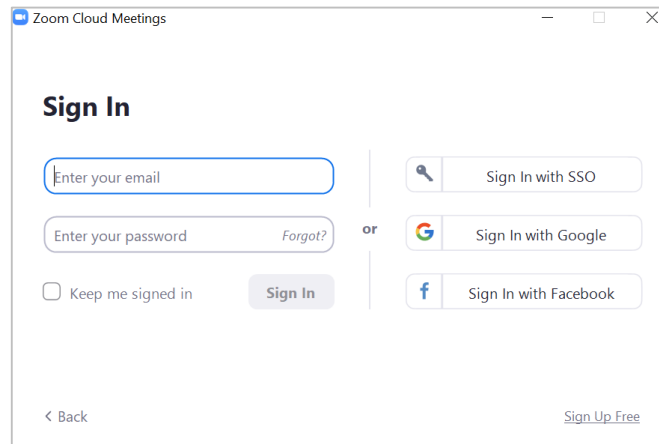 Zoom Cloud Meetings
Sign In
Enter your email
Enter your password
Forgot?
Keep me signed in
Sign In
or
Sign In with SSO
Sign In with Google
Sign In with Facebook
Back
Sign Up Free